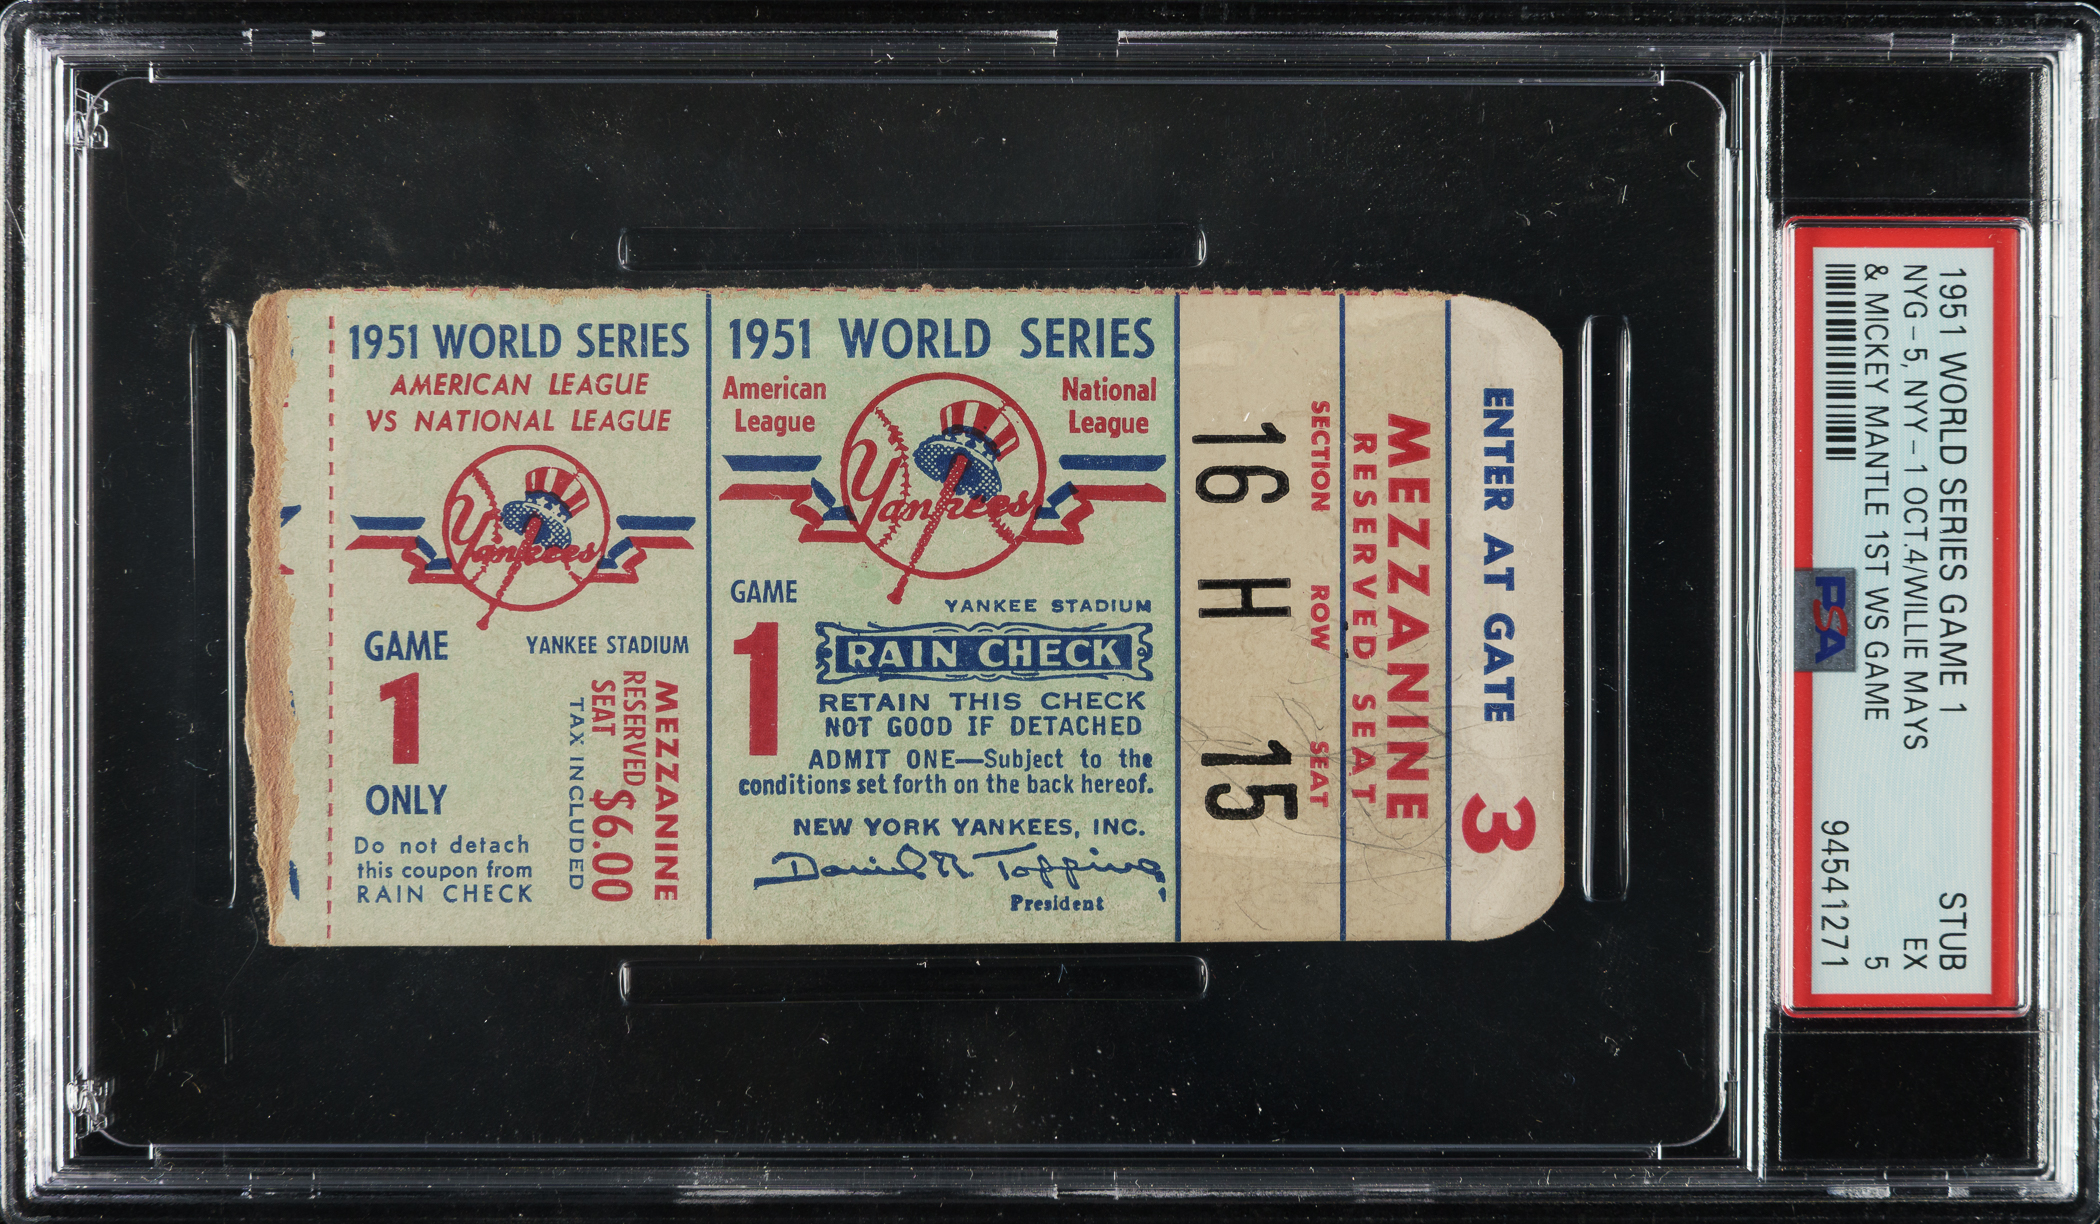 1951 WORLD SERIES
AMERICAN LEAGUE
VS NATIONAL LEAGUE
Yankees
GAME
1
ONLY
YANKEE STADIUM
Do not detach
this coupon from
RAIN CHECK
MEZZANINE
RESERVED
SEAT
$6.00
TAX INCLUDED
1951 WORLD SERIES
American
League
National
League
Yankees
GAME
1
YANKEE STADIUM
RAIN CHECK
RETAIN THIS CHECK
NOT GOOD IF DETACHED
ADMIT ONE—Subject to the
conditions set forth on the back hereof.
NEW YORK YANKEES, INC.
Daniel R Topping
President
ENTER AT GATE 3
MEZZANINE
RESERVED SEAT
SECTION ROW SEAT
16 H 15
1951 WORLD SERIES GAME 1 STUB
NYG-5, NYY-1 OCT.4/WILLIE MAYS EX
& MICKEY MANTLE 1ST WS GAME 5
94541271
PSA